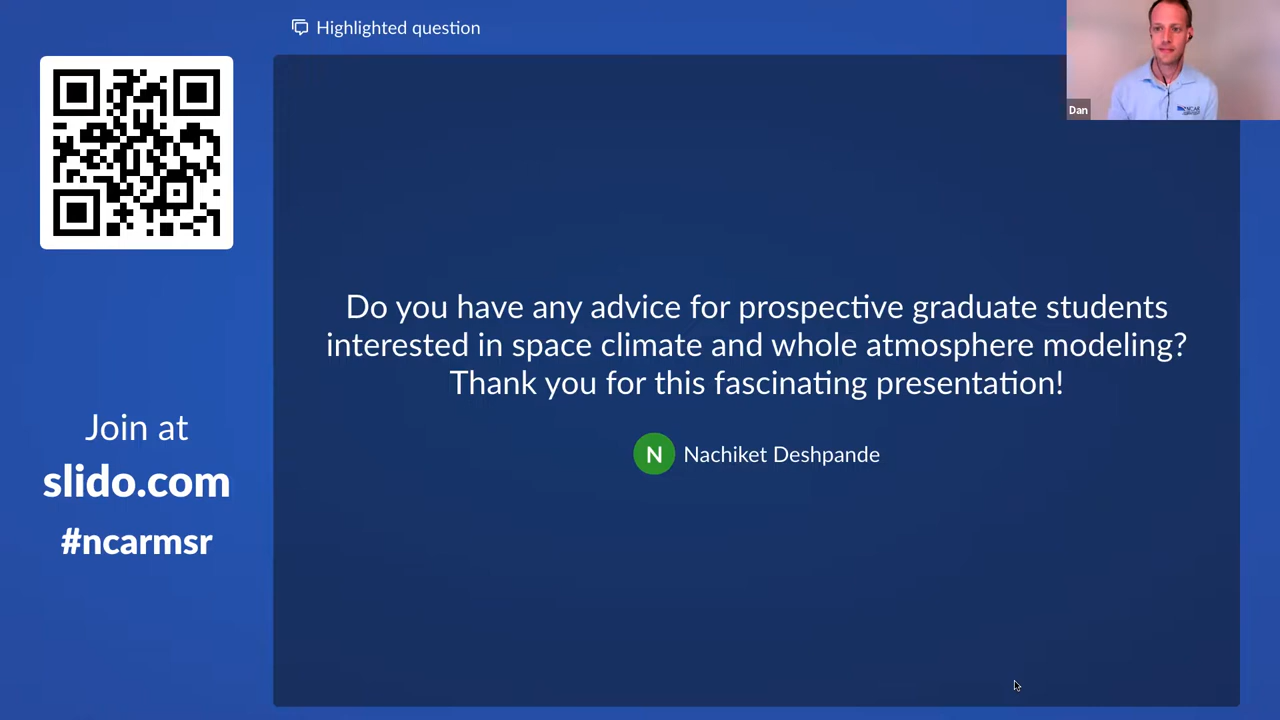 Highlighted question
Dan
NCAR
Do you have any advice for prospective graduate students
interested in space climate and whole atmosphere modeling?
Thank you for this fascinating presentation!
N Nachiket Deshpande
Join at
slido.com
#ncarmsr